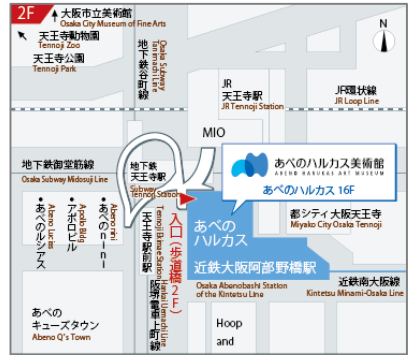 2F
大阪市立美術館
Osaka City Museum of Fine Arts
天王寺動物園
Tennoji Zoo
天王寺公園
Tennoji Park
地下鉄谷町線
Osaka Subway
Tanimachi Line
N
JR
天王寺駅
JR Tennoji Station
JR環状線
JR Loop Line
MIO
地下鉄御堂筋線
Osaka Subway Midosuji Line
地下鉄
天王寺駅
Subway
Tennoji Station
あべのハルカス美術館
ABENO HARUKAS ART MUSEUM
あべのハルカス 16F
あべの
ハルカス
近鉄大阪阿部野橋駅
Osaka Abenobashi Station
of the Kintetsu Line
都シティ 大阪天王寺
Miyako City Osaka Tennoji
近鉄南大阪線
Kintetsu Minami-Osaka Line
入口(歩道橋2F)
天王寺駅前駅
Tennoji Ekimae Station
阪堺電車上町線
Hankai Uemachi Line
•あべのnini
Abeno nini
•アポロビル
Apollo Bldg
•あべのルシアス
Abeno Lucias
あべの
キューズタウン
Abeno Q's Town
Hoop
and